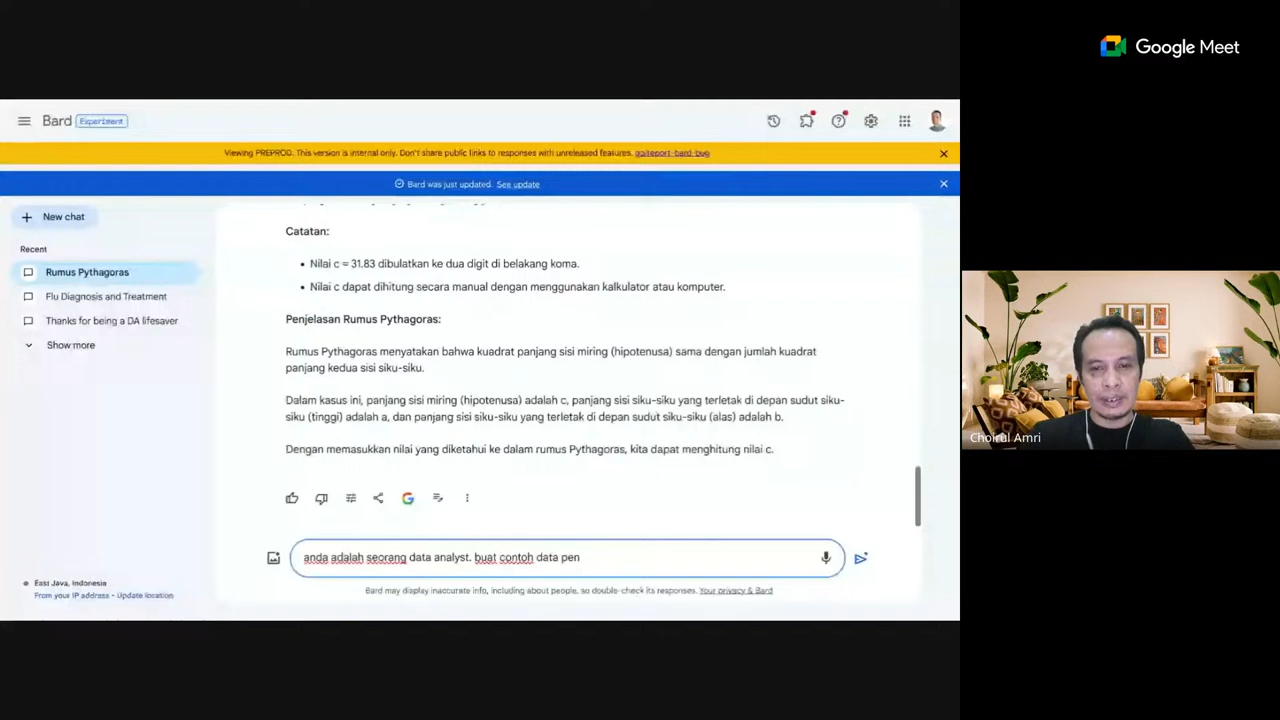 Google Meet
Bard Experiment
Viewing PREPROD. This version is internal only. Don't share public links to responses with unreleased features. go/report-bard-bug
Bard was just updated. See update
New chat
Recent
Rumus Pythagoras
Flu Diagnosis and Treatment
Thanks for being a DA lifesaver
Show more
Catatan:
• Nilai c = 31.83 dibulatkan ke dua digit di belakang koma.
• Nilai c dapat dihitung secara manual dengan menggunakan kalkulator atau komputer.
Penjelasan Rumus Pythagoras:
Rumus Pythagoras menyatakan bahwa kuadrat panjang sisi miring (hipotenusa) sama dengan jumlah kuadrat
panjang kedua sisi siku-siku.
Dalam kasus ini, panjang sisi miring (hipotenusa) adalah c, panjang sisi siku-siku yang terletak di depan sudut siku-
siku (tinggi) adalah a, dan panjang sisi siku-siku yang terletak di depan sudut siku-siku (alas) adalah b.
Dengan memasukkan nilai yang diketahui ke dalam rumus Pythagoras, kita dapat menghitung nilai c.
anda adalah seorang data analyst. buat contoh data pen
Bard may display inaccurate info, including about people, so double-check its responses. Your privacy & Bard
East Java, Indonesia
From your IP address • Update location
Choirul Amri